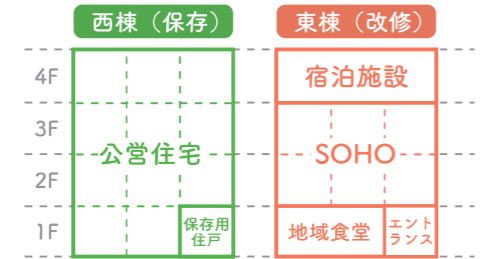 西棟（保存）
東棟（改修）
4F
3F
2F
1F
公営住宅
保存用
住戸
宿泊施設
SOHO
地域食堂
エント
ランス